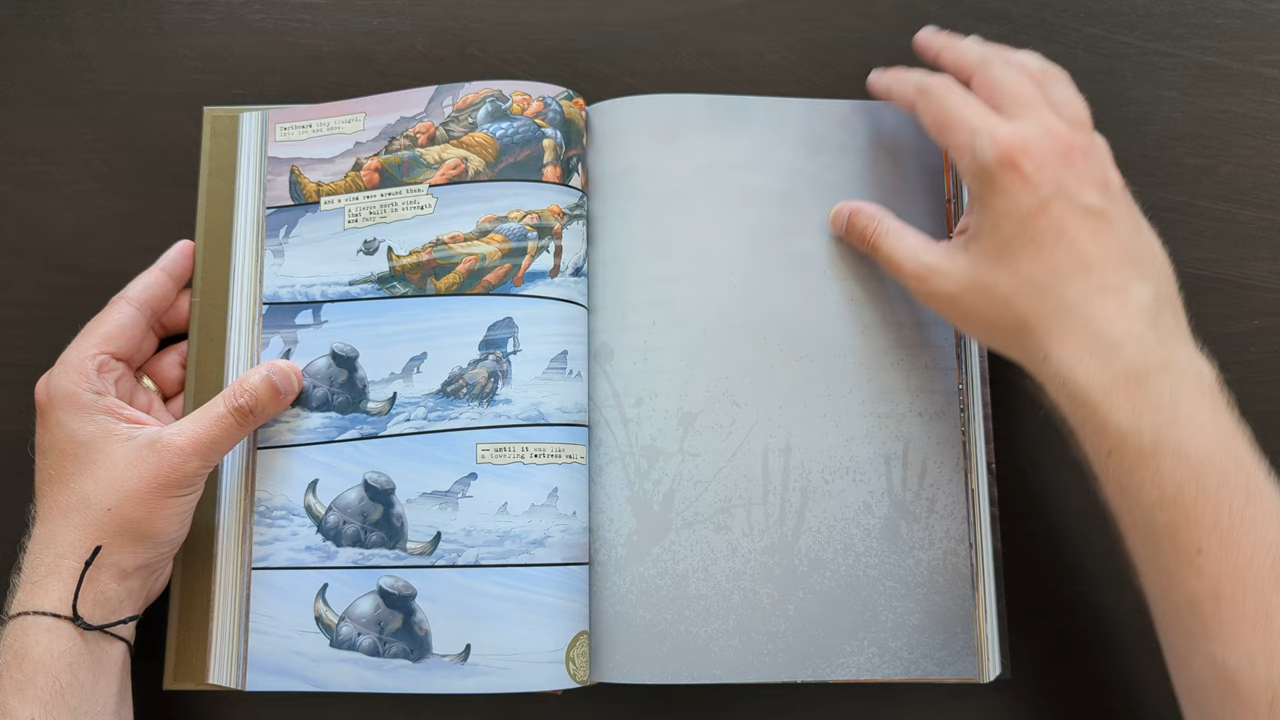 Northward they trudged,
into ice and snow.
And a wind rose around them.
A fierce north wind,
that built in strength
and fury —
— until it was like
a towering fortress wall —